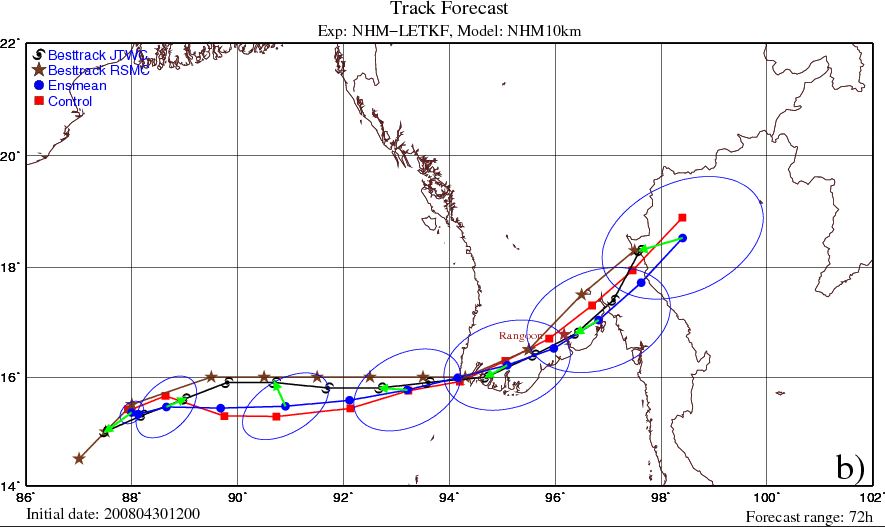 Track Forecast
Exp: NHM-LETKF, Model: NHM10km
22°
Besttrack JTWC
Besttrack RSMC
Ensmean
Control
20°
18°
Rangoon
16°
14°
b)
86° 88° 90° 92° 94° 96° 98° 100° 102°
Initial date: 200804301200 Forecast range: 72h